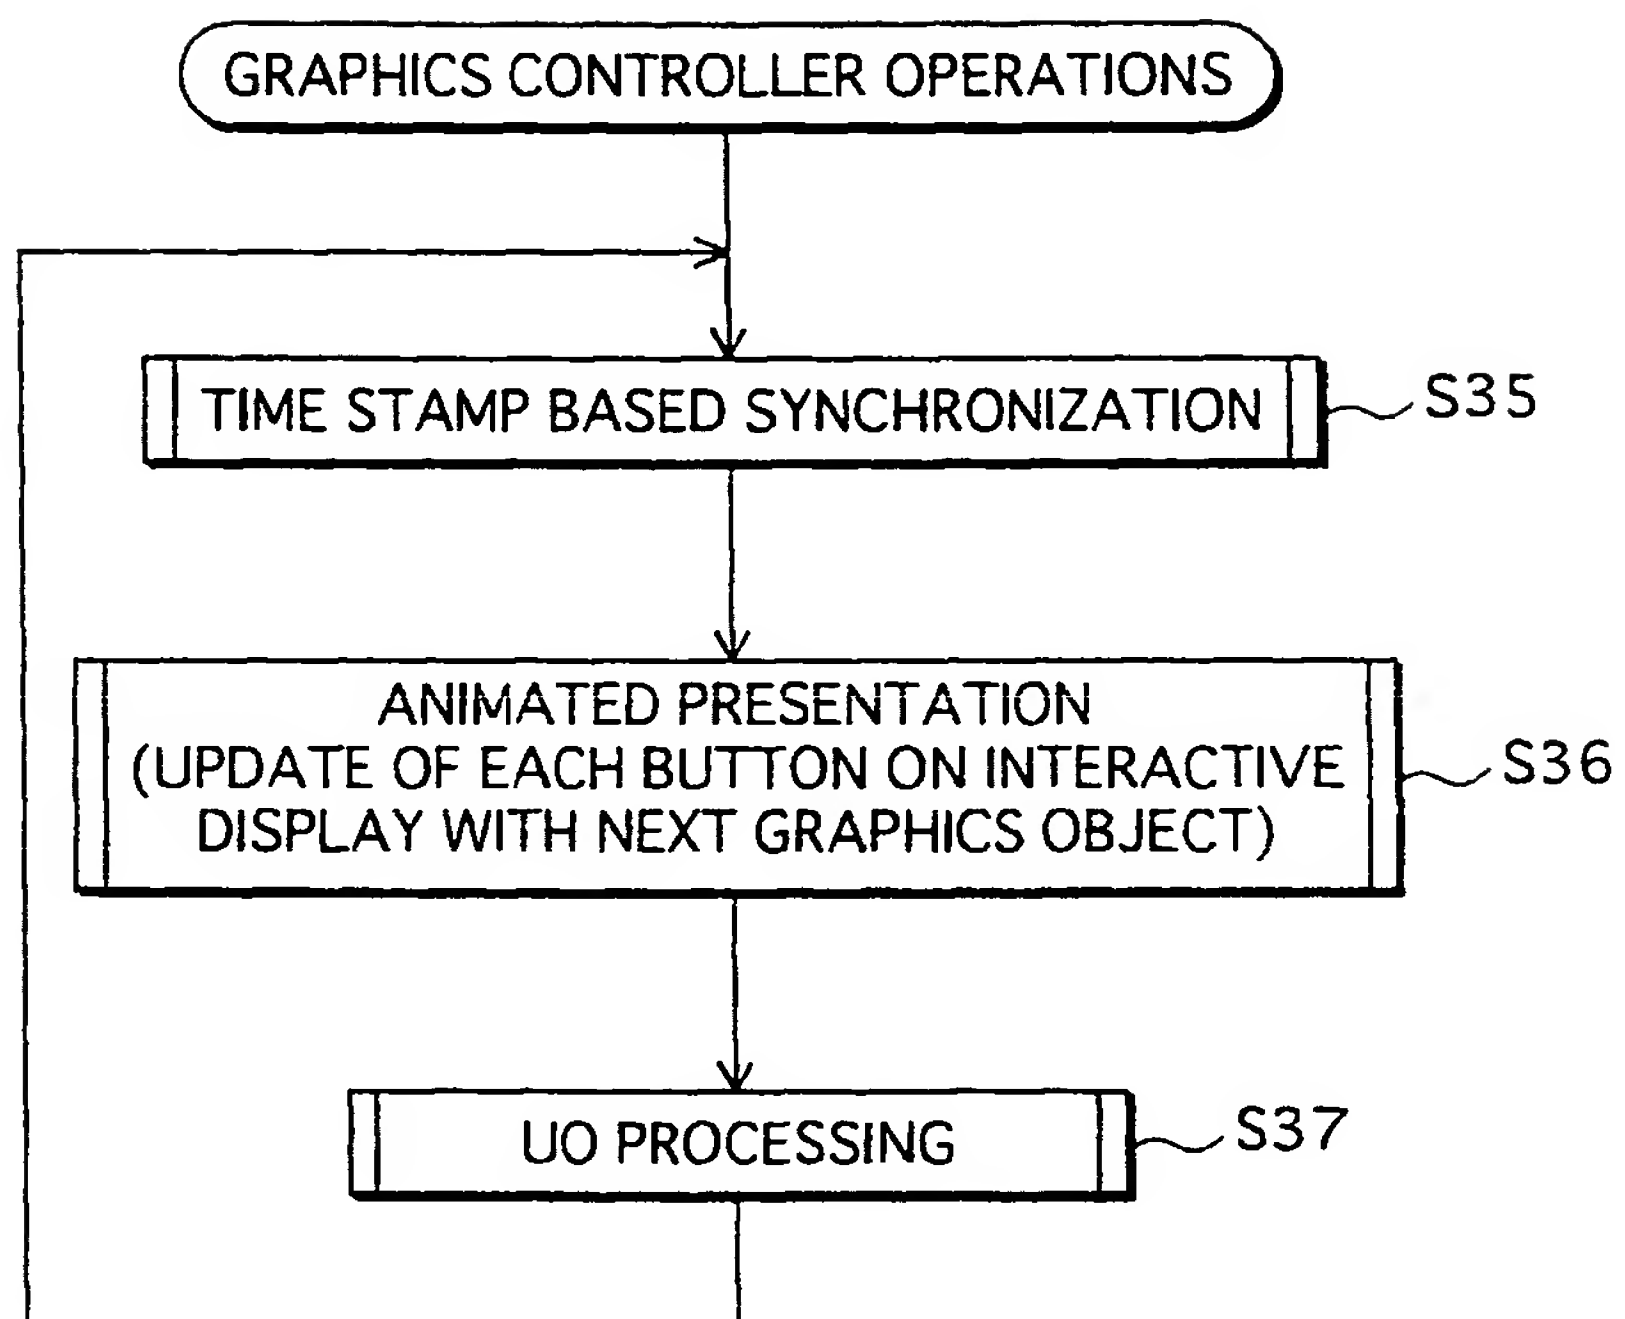 GRAPHICS CONTROLLER OPERATIONS
TIME STAMP BASED SYNCHRONIZATION
S35
ANIMATED PRESENTATION
(UPDATE OF EACH BUTTON ON INTERACTIVE
DISPLAY WITH NEXT GRAPHICS OBJECT)
S36
UO PROCESSING
S37